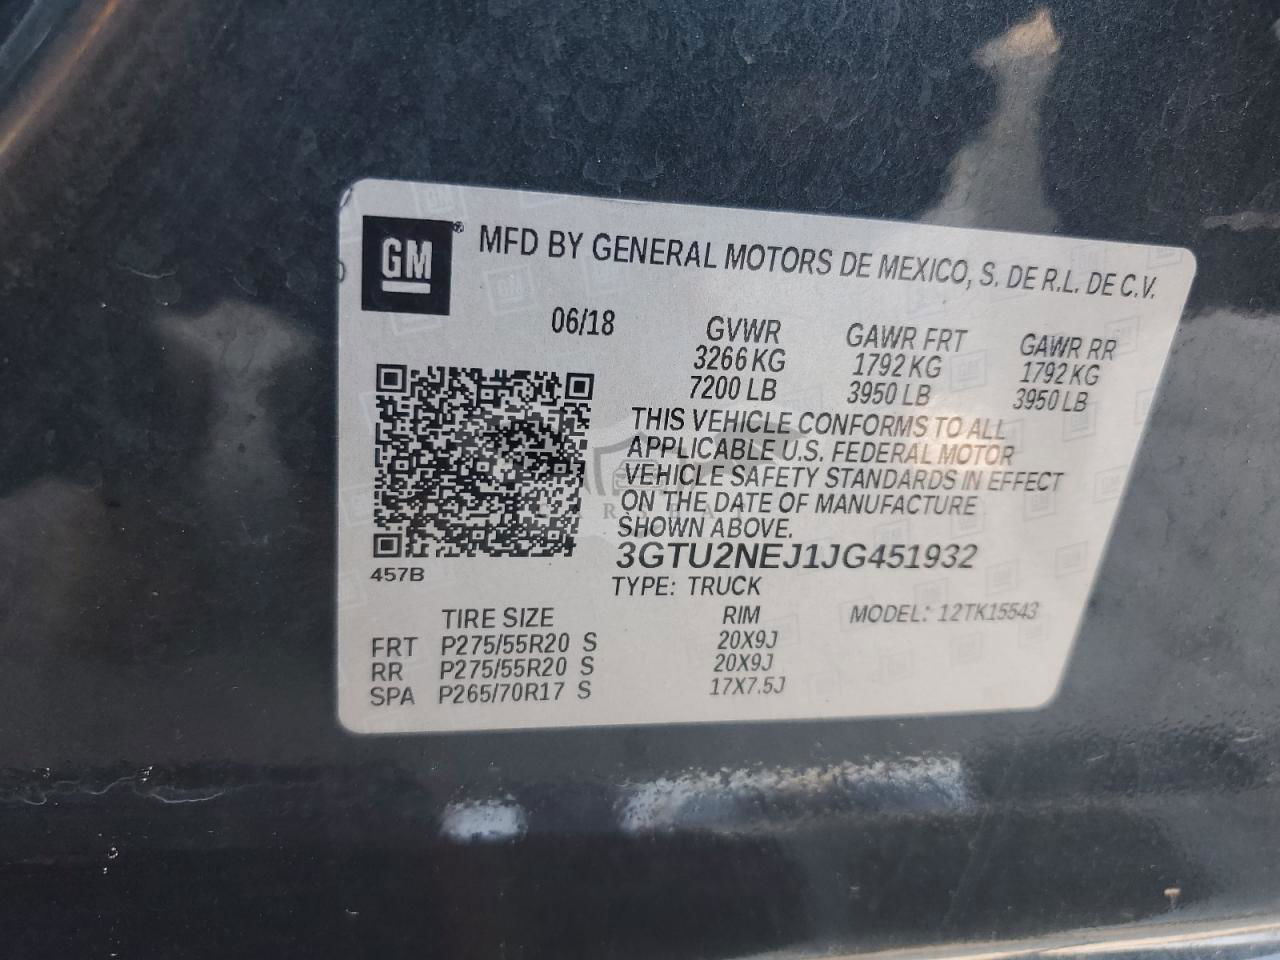 GM® MFD BY GENERAL MOTORS DE MEXICO, S. DE R.L. DE C.V.
06/18 GVWR GAWR FRT GAWR RR
3266 KG 1792 KG 1792 KG
7200 LB 3950 LB 3950 LB
THIS VEHICLE CONFORMS TO ALL
APPLICABLE U.S. FEDERAL MOTOR
VEHICLE SAFETY STANDARDS IN EFFECT
ON THE DATE OF MANUFACTURE
SHOWN ABOVE.
3GTU2NEJ1JG451932
457B
TYPE: TRUCK
TIRE SIZE RIM MODEL: 12TK15543
FRT P275/55R20 S 20X9J
RR P275/55R20 S 20X9J
SPA P265/70R17 S 17X7.5J